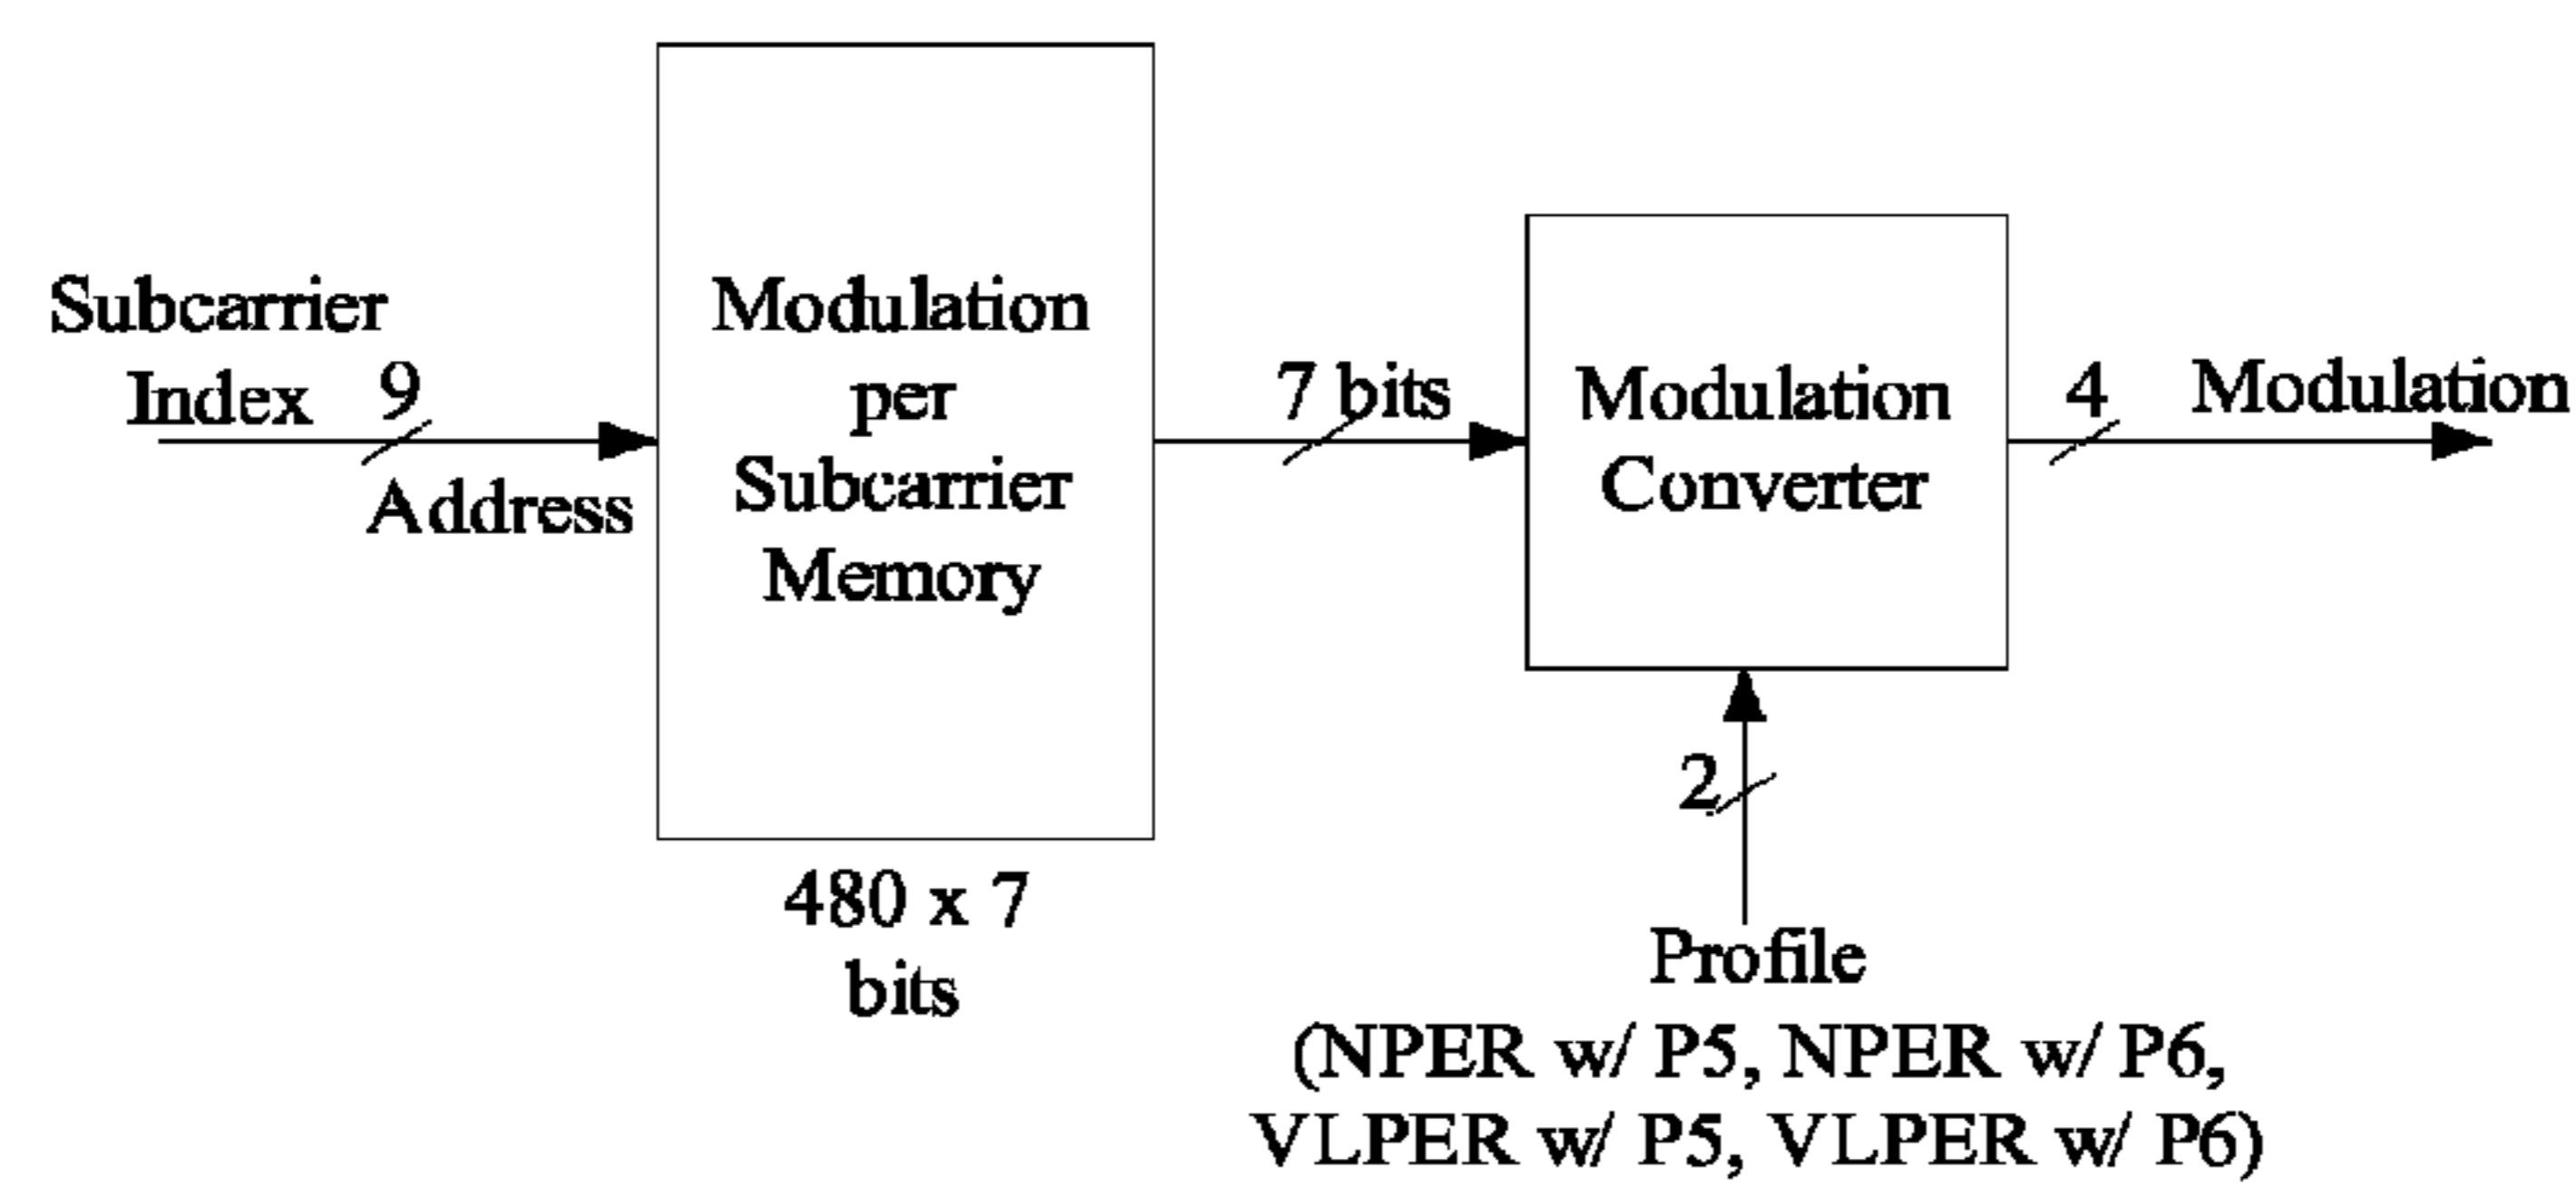 Subcarrier
Index
9
Address
Modulation
per
Subcarrier
Memory
480 x 7
bits
7 bits
Modulation
Converter
2
Profile
(NPER w/ P5, NPER w/ P6,
VLPER w/ P5, VLPER w/ P6)
4
Modulation